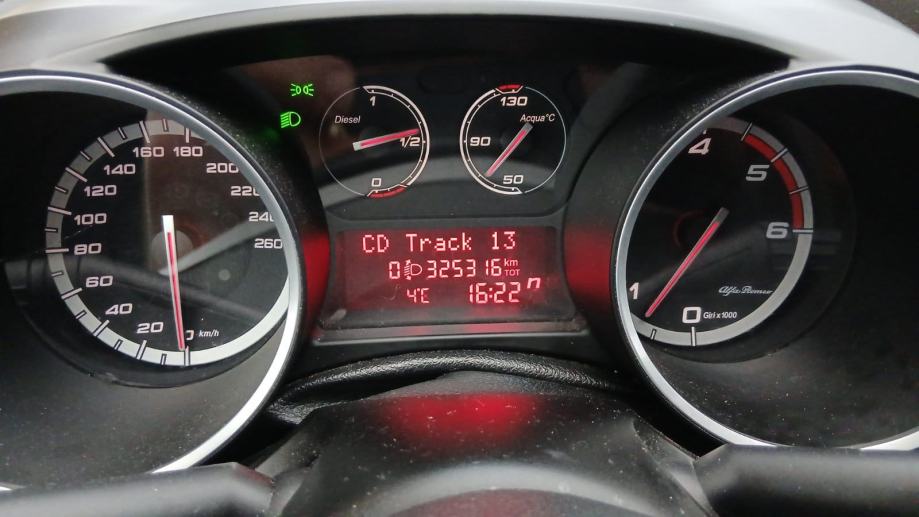 1
Diesel
1/2
0
130
Acqua°C
90
50
160 180
140 200
120 220
100 240
80 260
60
40
20
0
km/h
CD Track 13
0 325316 km TOT
4°C 16:22 n
4
5
6
1
0
Giri x1000
Alfa Romeo